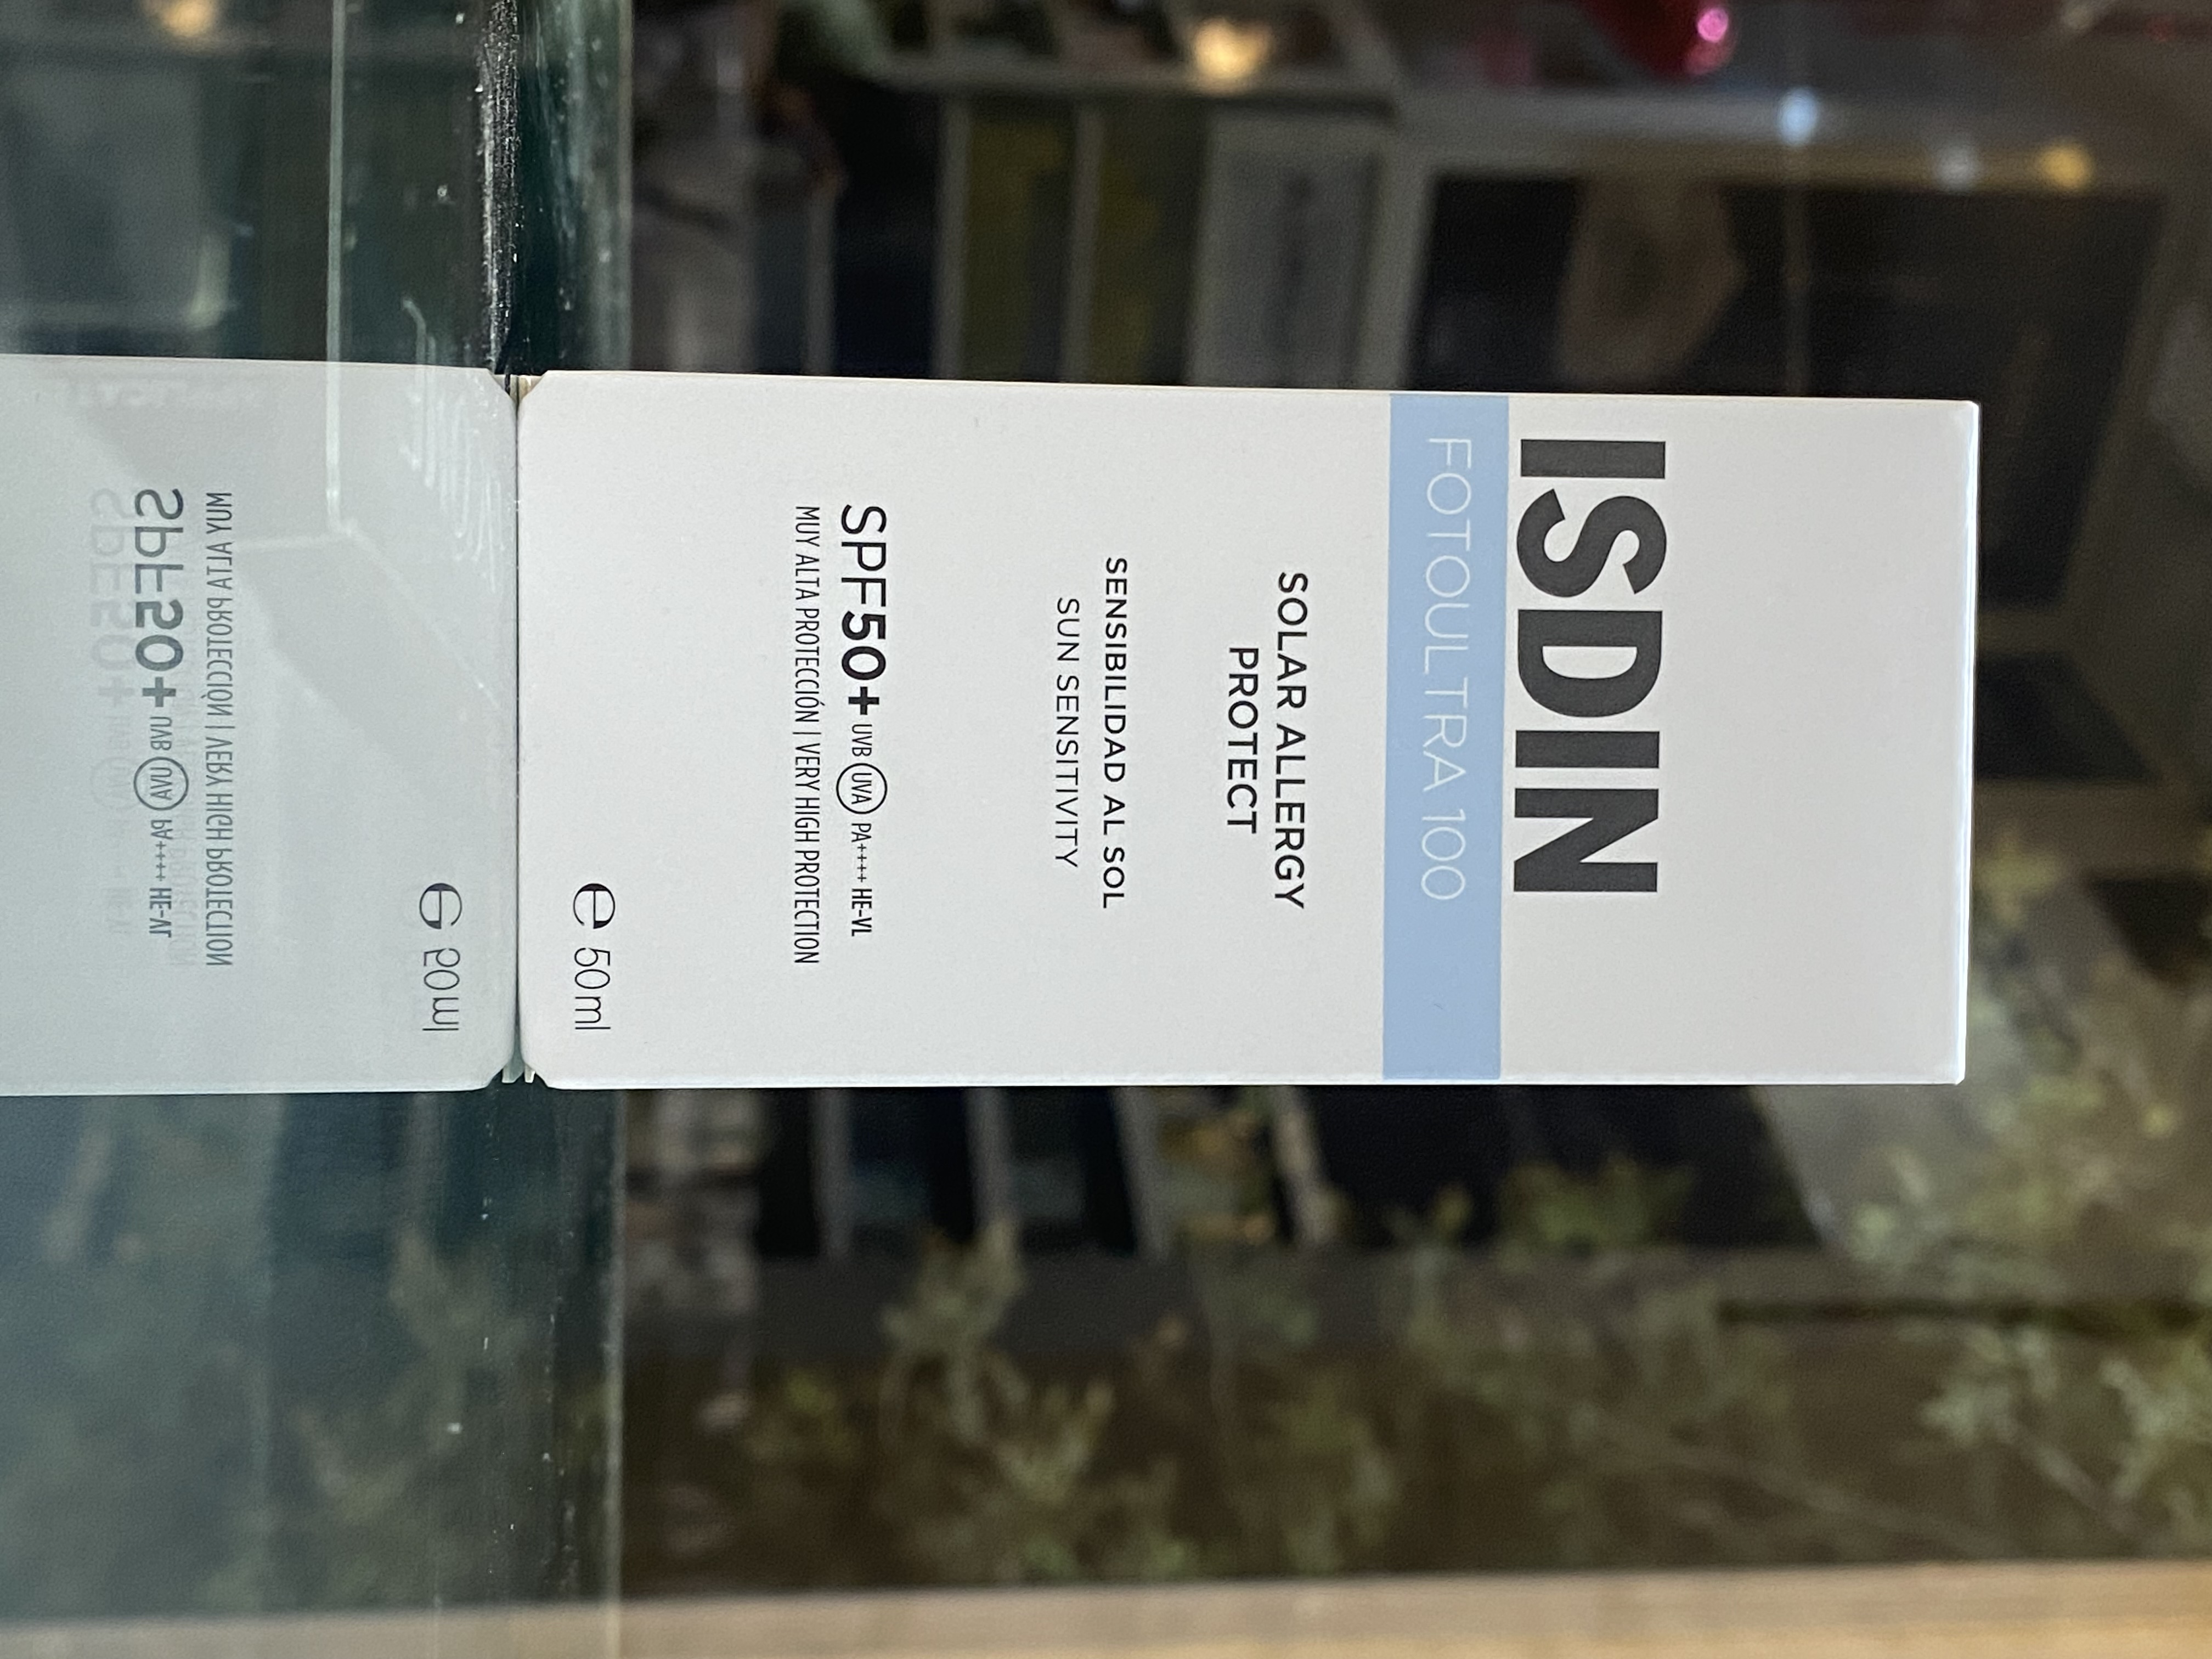 ISDIN
FOTOULTRA 100
SOLAR ALLERGY
PROTECT
SENSIBILIDAD AL SOL
SUN SENSITIVITY
SPF50+ UVB UVA PA++++ HE-VL
MUY ALTA PROTECCIÓN | VERY HIGH PROTECTION
e 50ml